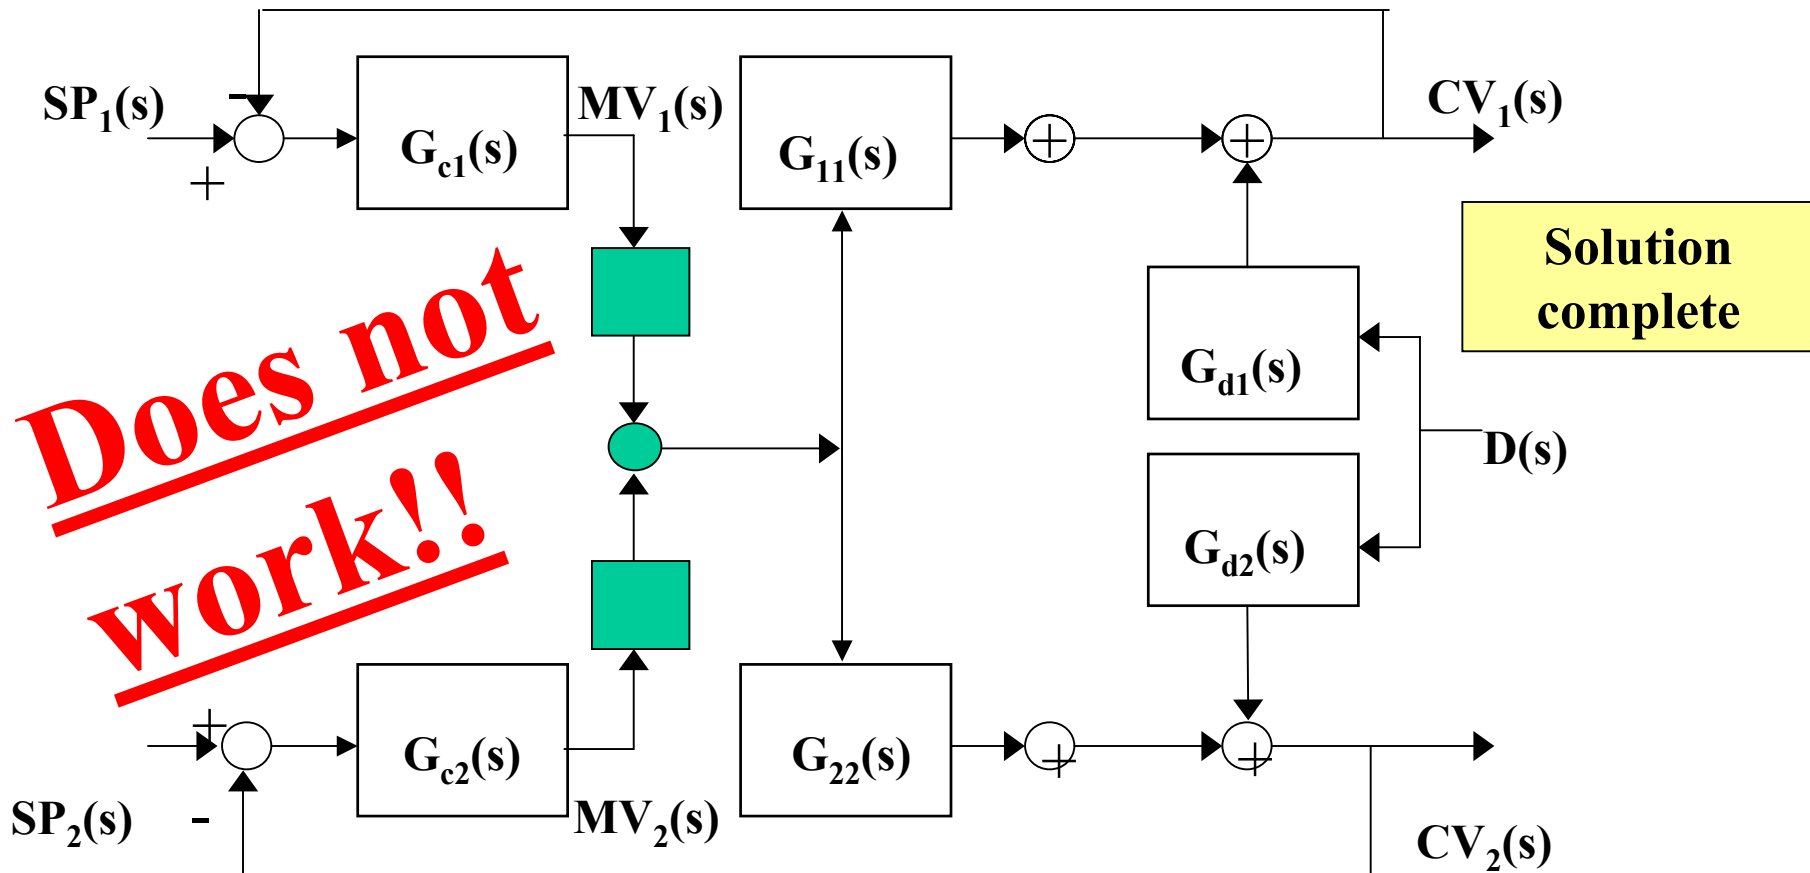 SP1(s)
-
+
Gc1(s)
MV1(s)
G11(s)
+
+
CV1(s)
Solution
complete
Does not
work!!
Gd1(s)
D(s)
Gd2(s)
+
Gc2(s)
MV2(s)
G22(s)
+
+
SP2(s)
-
CV2(s)